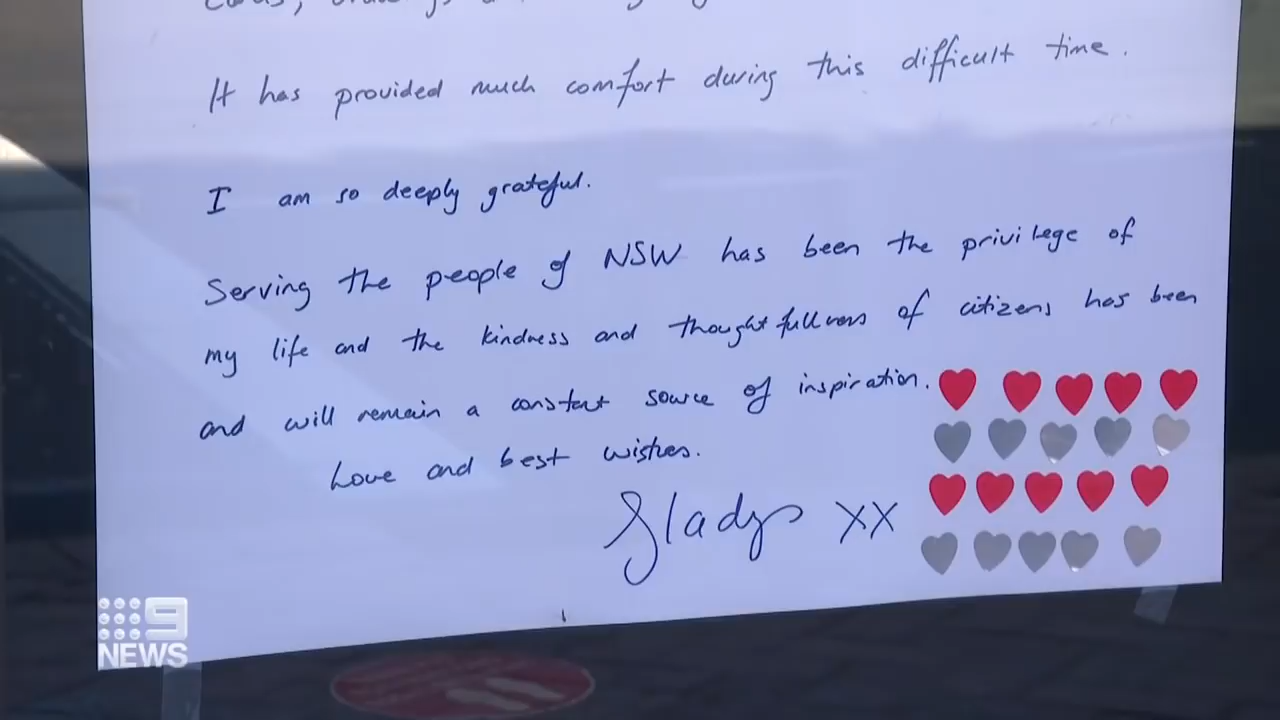 It has provided much comfort during this difficult time.
I am so deeply grateful.
Serving the people of NSW has been the privilege of
my life and the kindness and thoughtfullness of citizens has been
and will remain a constant source of inspiration.
Love and best wishes.
Gladys XX
9
NEWS